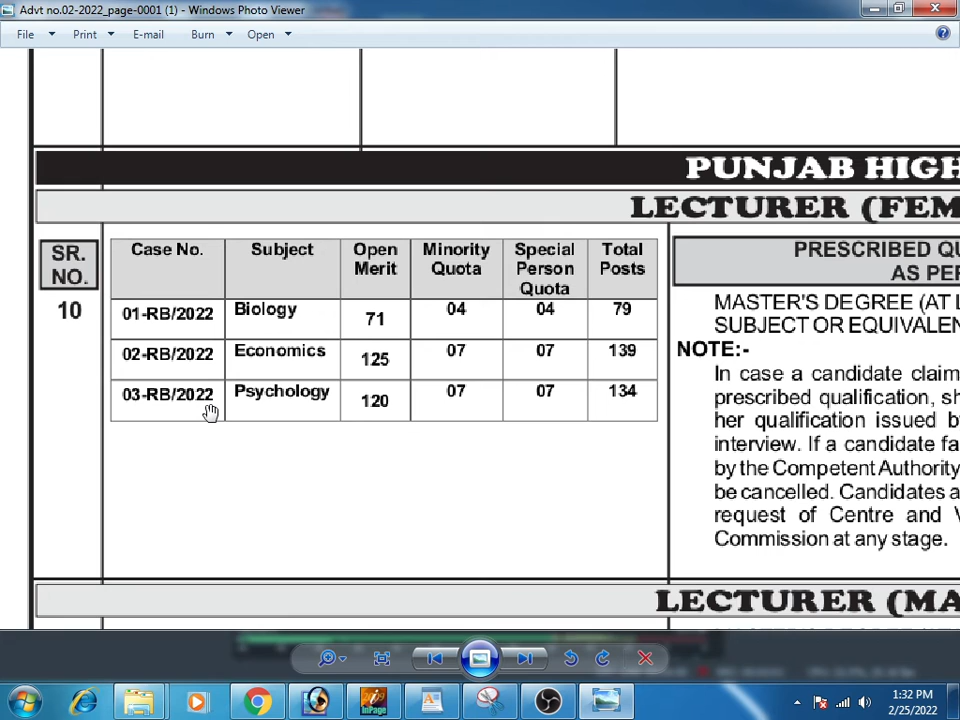 Advt no.02-2022_page-0001 (1) - Windows Photo Viewer
File Print E-mail Burn Open
PUNJAB HIGH
LECTURER (FEM
SR. NO.
Case No. Subject Open Merit Minority Quota Special Person Quota Total Posts
10
01-RB/2022 Biology 71 04 04 79
02-RB/2022 Economics 125 07 07 139
03-RB/2022 Psychology 120 07 07 134
PRESCRIBED QU
AS PER
MASTER'S DEGREE (AT L
SUBJECT OR EQUIVALEN
NOTE:-
In case a candidate claim
prescribed qualification, sh
her qualification issued by
interview. If a candidate fa
by the Competent Authority
be cancelled. Candidates a
request of Centre and V
Commission at any stage.
LECTURER (MA
1:32 PM
2/25/2022